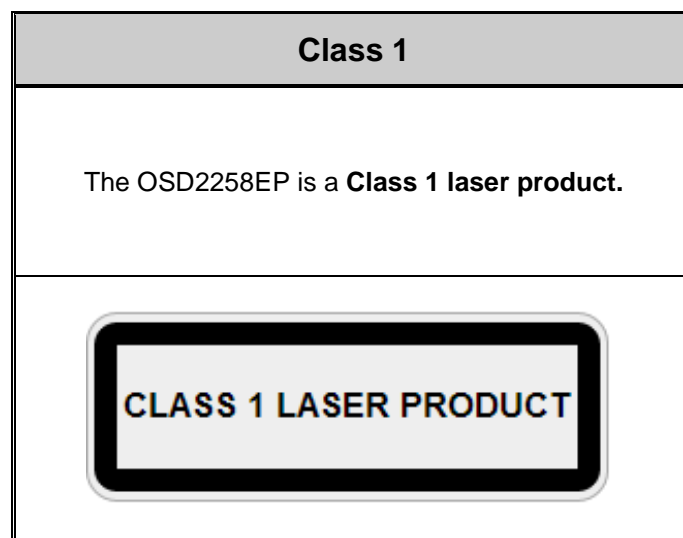 Class 1
The OSD2258EP is a Class 1 laser product.
CLASS 1 LASER PRODUCT